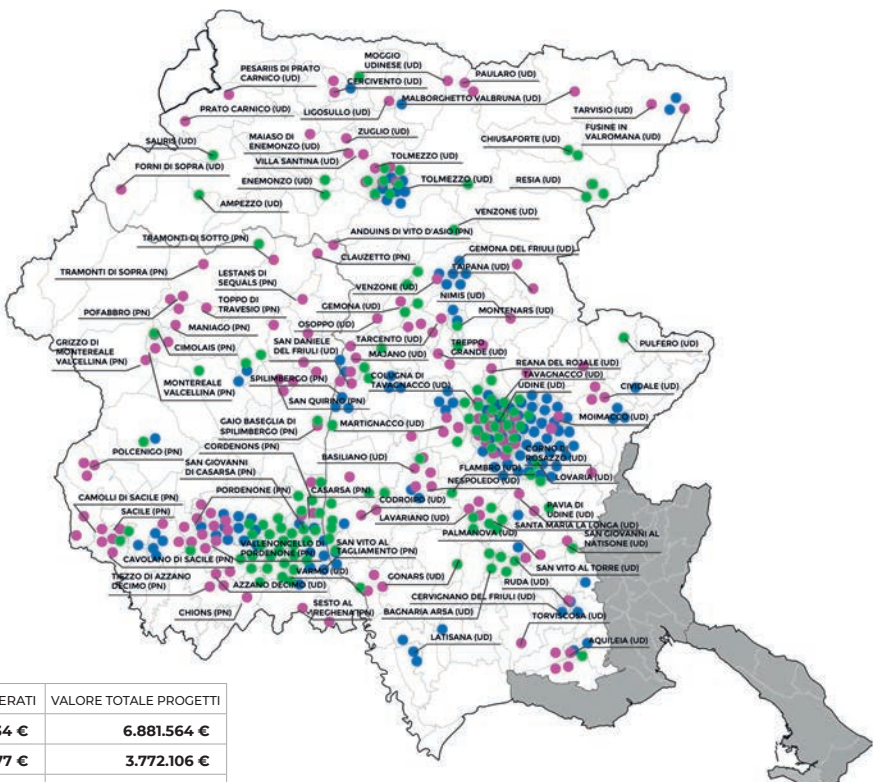 MOGGIO
UDINESE (UD)
PESARIIS DI PRATO
CARNICO (UD)
CERCIVENTO (UD)
PAULARO (UD)
MALBORGHETTO VALBRUNA (UD)
PRATO CARNICO (UD)
LIGOSULLO (UD)
TARVISIO (UD)
FUSINE IN
VALROMANA (UD)
SAURIS (UD)
MAIASO DI
ENEMONZO (UD)
ZUGLIO (UD)
CHIUSAFORTE (UD)
VILLA SANTINA (UD)
TOLMEZZO (UD)
FORNI DI SOPRA (UD)
ENEMONZO (UD)
TOLMEZZO (UD)
RESIA (UD)
AMPEZZO (UD)
VENZONE (UD)
TRAMONTI DI SOTTO (PN)
ANDUINS DI VITO D'ASIO (PN)
GEMONA DEL FRIULI (UD)
CLAUZETTO (PN)
TAIPANA (UD)
TRAMONTI DI SOPRA (PN)
LESTANS DI
SEQUALS (PN)
VENZONE (UD)
NIMIS (UD)
POFABBRO (PN)
TOPPO DI
TRAVESIO (PN)
GEMONA (UD)
MONTENARS (UD)
OSOPPO (UD)
MANIAGO (PN)
GRIZZO DI
MONTEREALE
VALCELLINA (PN)
CIMOLAIS (PN)
SAN DANIELE
DEL FRIULI (UD)
TARCENTO (UD)
MAJANO (UD)
TREPPO
GRANDE (UD)
PULFERO (UD)
REANA DEL ROJALE (UD)
TAVAGNACCO (UD)
UDINE (UD)
MONTEREALE
VALCELLINA (PN)
SPILIMBERGO (PN)
COLUGNA DI
TAVAGNACCO (UD)
CIVIDALE (UD)
SAN QUIRINO (PN)
GAIO BASEGLIA DI
SPILIMBERGO (PN)
MARTIGNACCO (UD)
MOIMACCO (UD)
POLCENIGO (PN)
CORDENONS (PN)
BASILIANO (UD)
CORNO DI
ROSAZZO (UD)
SAN GIOVANNI
DI CASARSA (PN)
FLAMBRO (UD)
LOVARIA (UD)
NESPOLEDO (UD)
CAMOLLI DI SACILE (PN)
PORDENONE (PN)
CASARSA (PN)
CODROIPO (UD)
SACILE (PN)
LAVARIANO (UD)
PAVIA DI
UDINE (UD)
SANTA MARIA LA LONGA (UD)
PALMANOVA (UD)
SAN GIOVANNI AL
NATISONE (UD)
VALLENONCELLO DI
PORDENONE (PN)
SAN VITO AL
TAGLIAMENTO (PN)
CAVOLANO DI SACILE (PN)
VARMO (UD)
SAN VITO AL TORRE (UD)
TIEZZO DI AZZANO
DECIMO (PN)
AZZANO DECIMO (UD)
GONARS (UD)
RUDA (UD)
CERVIGNANO DEL FRIULI (UD)
CHIONS (PN)
SESTO AL
REGHENA (PN)
BAGNARIA ARSA (UD)
TORVISCOSA (UD)
LATISANA (UD)
AQUILEIA (UD)
ERATI VALORE TOTALE PROGETTI
4 € 6.881.564 €
77 € 3.772.106 €